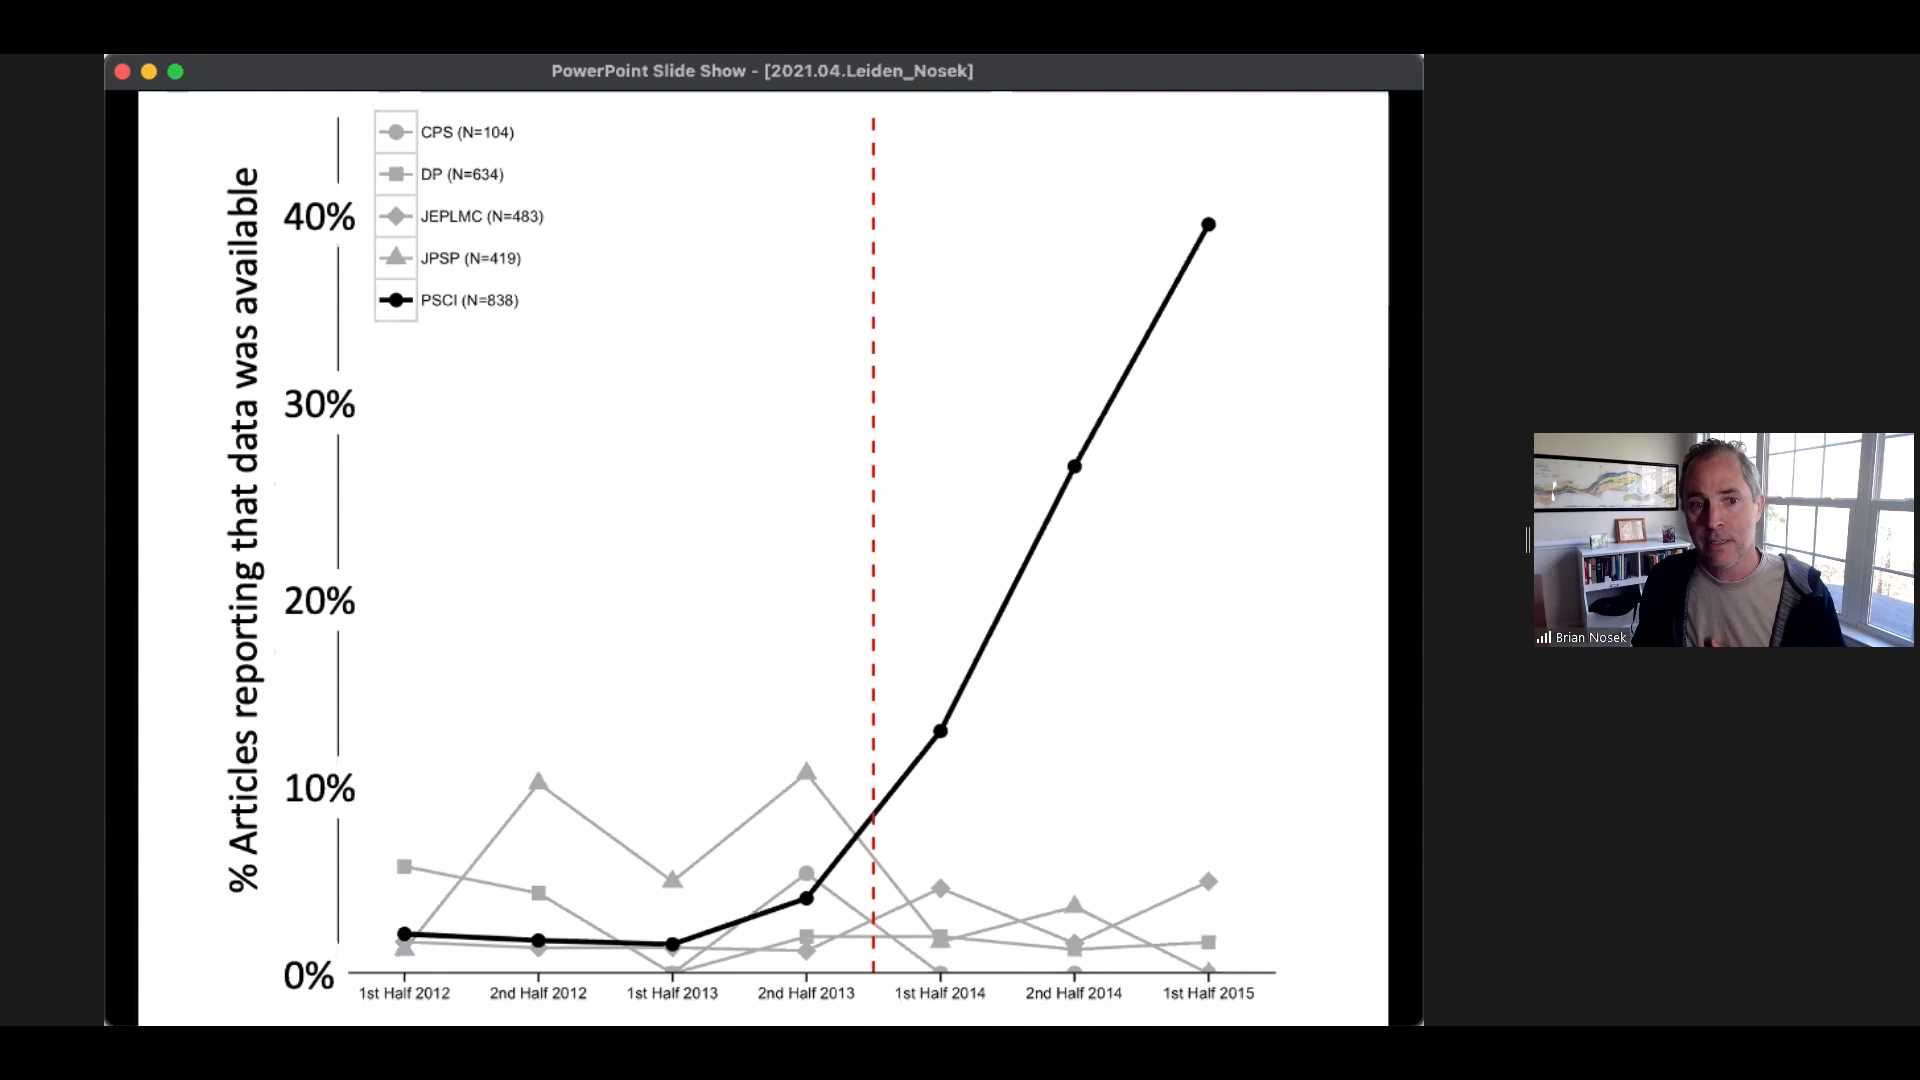 PowerPoint Slide Show - [2021.04.Leiden_Nosek]
CPS (N=104)
DP (N=634)
JEPLMC (N=483)
JPSP (N=419)
PSCI (N=838)
% Articles reporting that data was available
40%
30%
20%
10%
0%
1st Half 2012
2nd Half 2012
1st Half 2013
2nd Half 2013
1st Half 2014
2nd Half 2014
1st Half 2015
Brian Nosek